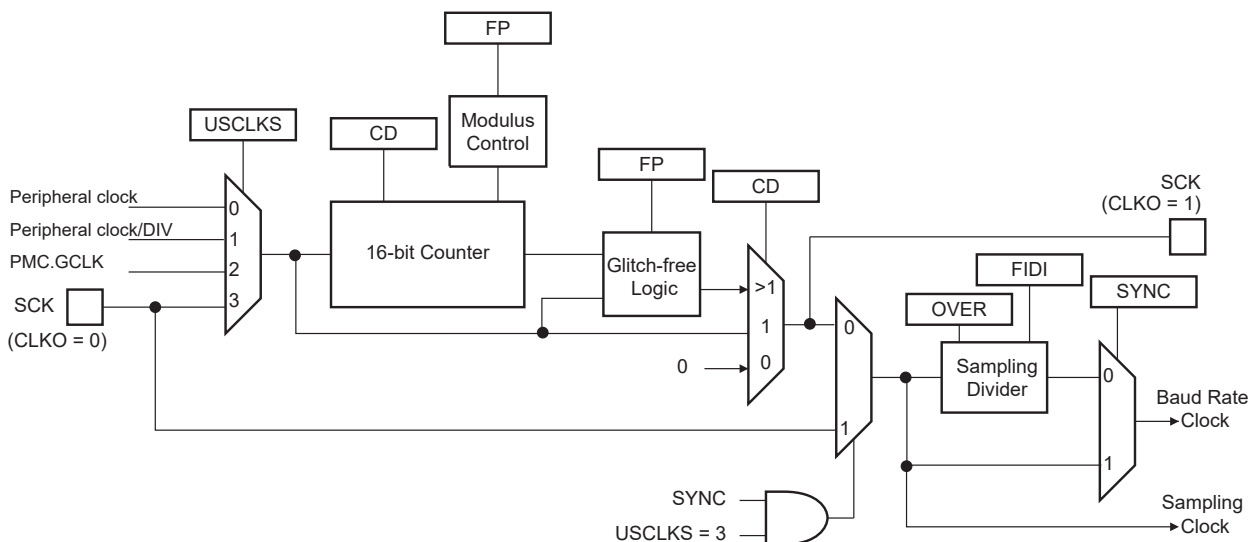 FP
USCLKS
CD
Modulus
Control
FP
CD
SCK
(CLKO = 1)
Peripheral clock
0
Peripheral clock/DIV
1
PMC.GCLK
2
SCK
3
(CLKO = 0)
16-bit Counter
Glitch-free
Logic
>1
1
0
0
FIDI
SYNC
OVER
0
1
Sampling
Divider
0
1
Baud Rate
Clock
SYNC
USCLKS = 3
Sampling
Clock